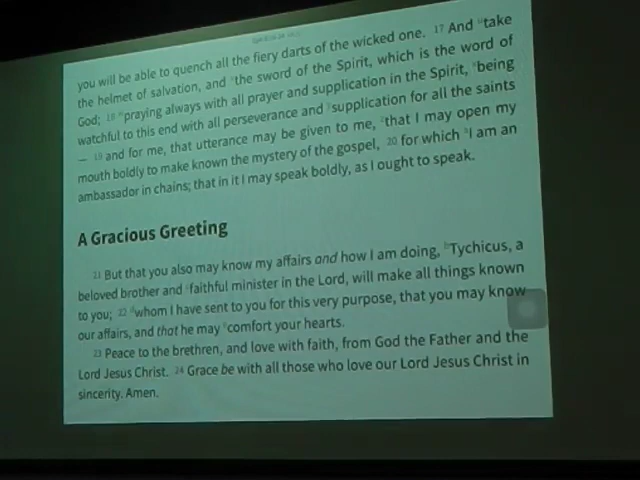 you will be able to quench all the fiery darts of the wicked one. 17 And take
the helmet of salvation, and the sword of the Spirit, which is the word of
God; 18 praying always with all prayer and supplication in the Spirit, being
watchful to this end with all perseverance and supplication for all the saints
— 19 and for me, that utterance may be given to me, that I may open my
mouth boldly to make known the mystery of the gospel, 20 for which I am an
ambassador in chains; that in it I may speak boldly, as I ought to speak.
A Gracious Greeting
21 But that you also may know my affairs and how I am doing, Tychicus, a
beloved brother and faithful minister in the Lord, will make all things known
to you; 22 whom I have sent to you for this very purpose, that you may know
our affairs, and that he may comfort your hearts.
23 Peace to the brethren, and love with faith, from God the Father and the
Lord Jesus Christ. 24 Grace be with all those who love our Lord Jesus Christ in
sincerity. Amen.